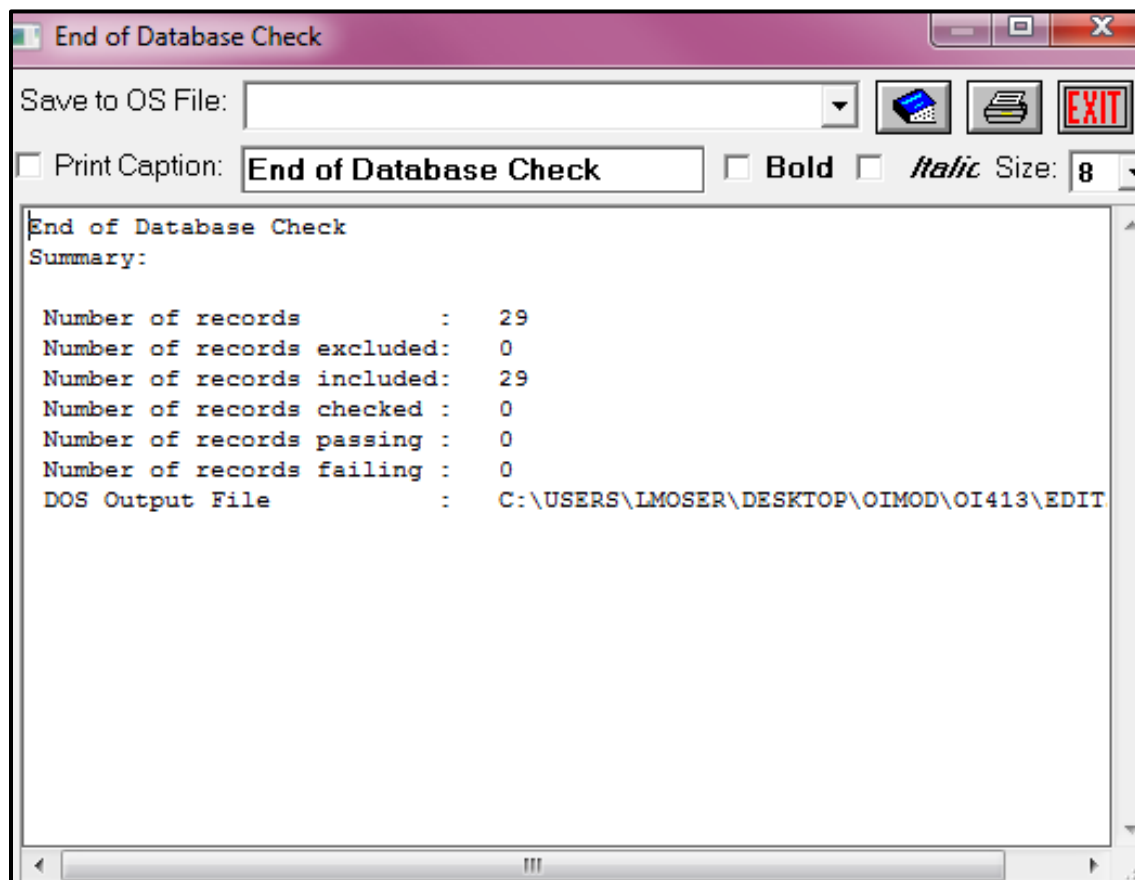 End of Database Check
Save to OS File:
EXIT
Print Caption: End of Database Check Bold Italic Size: 8
End of Database Check
Summary:
Number of records : 29
Number of records excluded: 0
Number of records included: 29
Number of records checked : 0
Number of records passing : 0
Number of records failing : 0
DOS Output File : C:\USERS\LMOSER\DESKTOP\OIMOD\OI413\EDIT